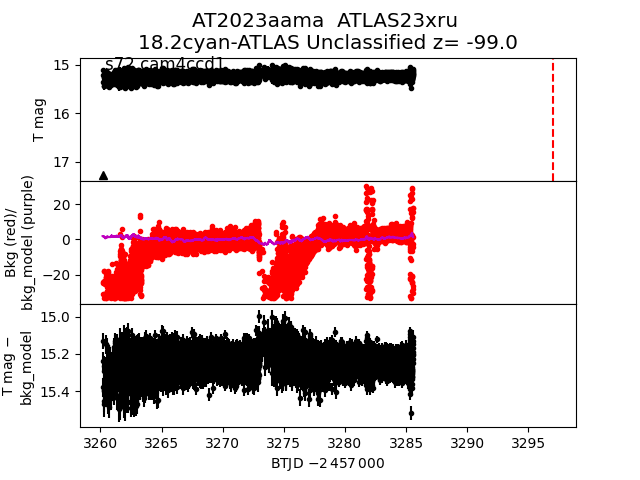 AT2023aama  ATLAS23xru
18.2cyan-ATLAS Unclassified z= -99.0
s72 cam4ccd1
T mag
15
16
17
Bkg (red)/
bkg_model (purple)
20
0
−20
T mag −
bkg_model
15.0
15.2
15.4
3260 3265 3270 3275 3280 3285 3290 3295
BTJD −2 457 000